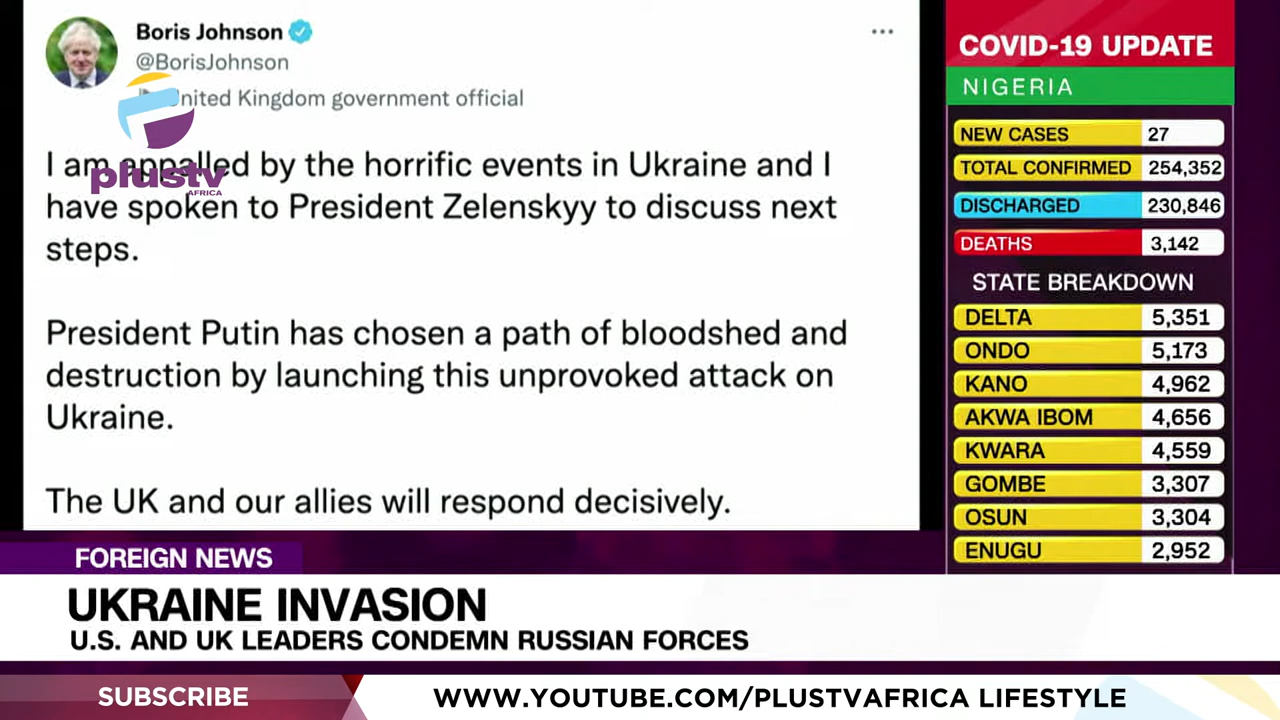 Boris Johnson
@BorisJohnson
United Kingdom government official
I am appalled by the horrific events in Ukraine and I
have spoken to President Zelenskyy to discuss next
steps.
President Putin has chosen a path of bloodshed and
destruction by launching this unprovoked attack on
Ukraine.
The UK and our allies will respond decisively.
plustv
AFRICA
COVID-19 UPDATE
NIGERIA
NEW CASES 27
TOTAL CONFIRMED 254,352
DISCHARGED 230,846
DEATHS 3,142
STATE BREAKDOWN
DELTA 5,351
ONDO 5,173
KANO 4,962
AKWA IBOM 4,656
KWARA 4,559
GOMBE 3,307
OSUN 3,304
ENUGU 2,952
FOREIGN NEWS
UKRAINE INVASION
U.S. AND UK LEADERS CONDEMN RUSSIAN FORCES
SUBSCRIBE WWW.YOUTUBE.COM/PLUSTVAFRICA LIFESTYLE